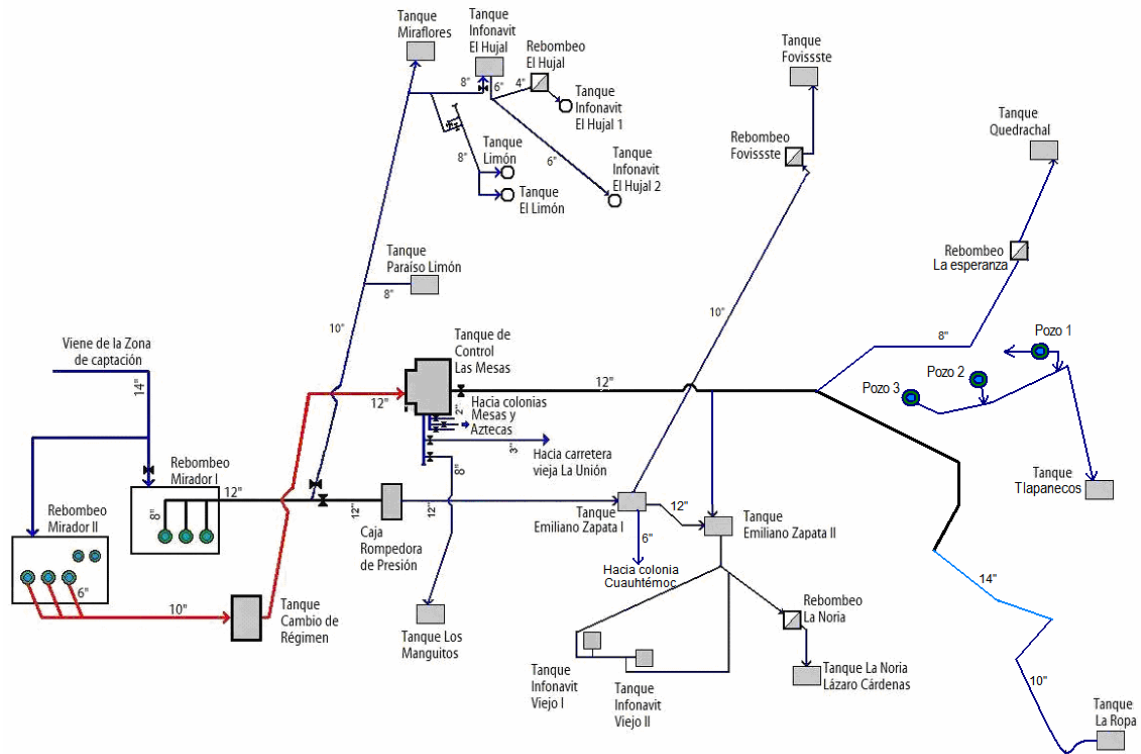 Tanque
Miraflores
Tanque
Infonavit
El Hujal
Rebombeo
El Hujal
8"
6"
4"
Tanque
Infonavit
El Hujal 1
Tanque
Limón
8"
6"
Tanque
Infonavit
El Hujal 2
Tanque
El Limón
Tanque
Fovissste
Rebombeo
Fovissste
Tanque
Quedrachal
Rebombeo
La esperanza
Tanque
Paraíso Limón
8"
10"
10"
8"
Pozo 1
Pozo 2
Pozo 3
Viene de la Zona
de captación
14"
Tanque de
Control
Las Mesas
12"
12"
2"
Hacia colonias
Mesas y
Aztecas
3"
Hacia carretera
vieja La Unión
8"
Rebombeo
Mirador I
12"
8"
Rebombeo
Mirador II
6"
10"
Tanque
Cambio de
Régimen
12"
Caja
Rompedora
de Presión
12"
Tanque Los
Manguitos
Tanque
Emiliano Zapata I
12"
6"
Tanque
Emiliano Zapata II
Hacia colonia
Cuauhtémoc
Rebombeo
La Noria
Tanque La Noria
Lázaro Cárdenas
Tanque
Infonavit
Viejo I
Tanque
Infonavit
Viejo II
Tanque
Tlapanecos
14"
10"
Tanque
La Ropa